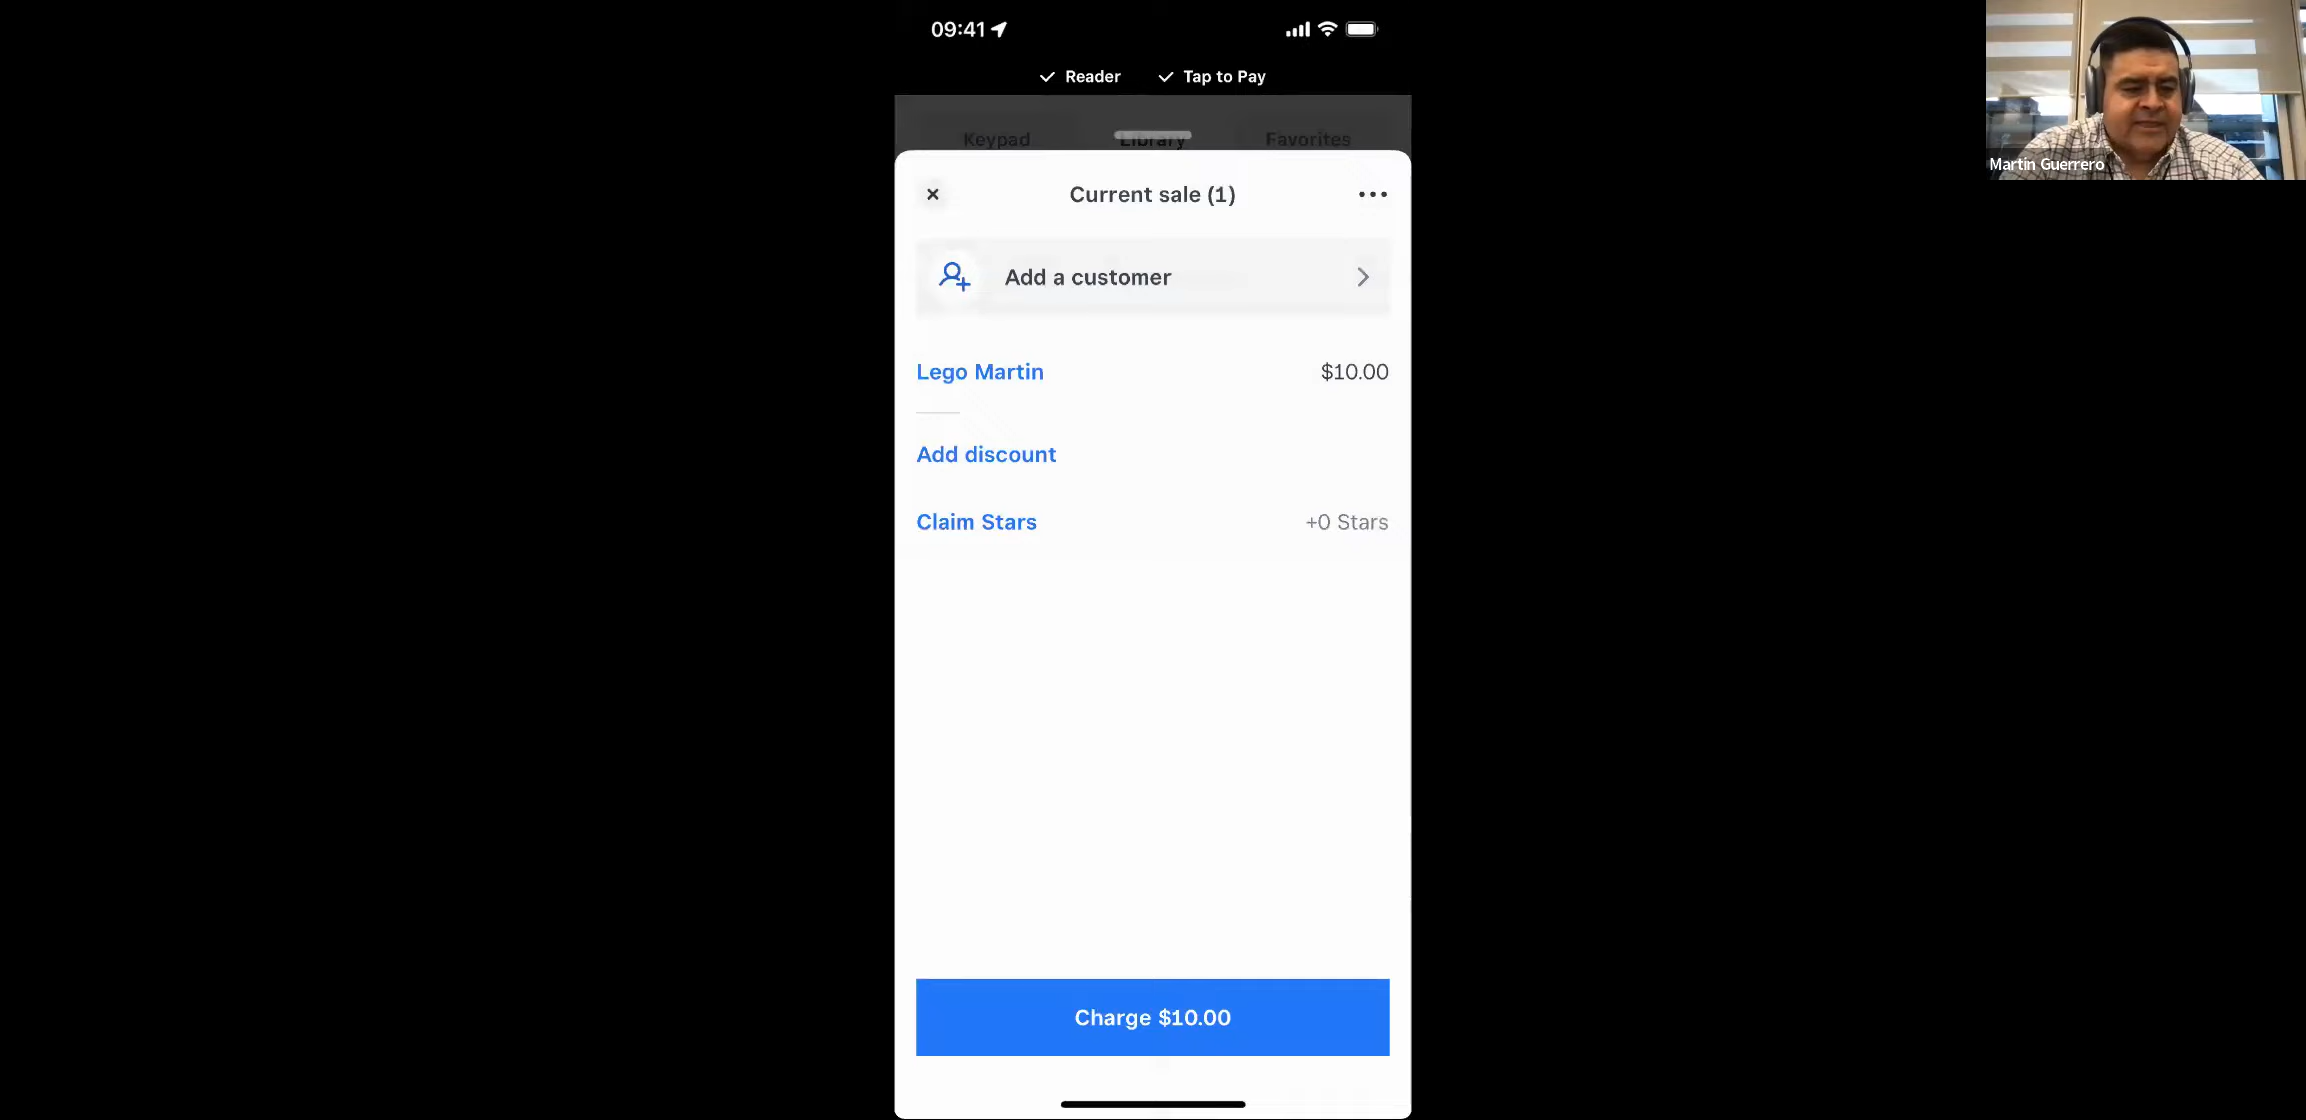 09:41
Reader
Tap to Pay
Keypad
Library
Favorites
Current sale (1)
Add a customer
Lego Martin
$10.00
Add discount
Claim Stars
+0 Stars
Charge $10.00
Martin Guerrero